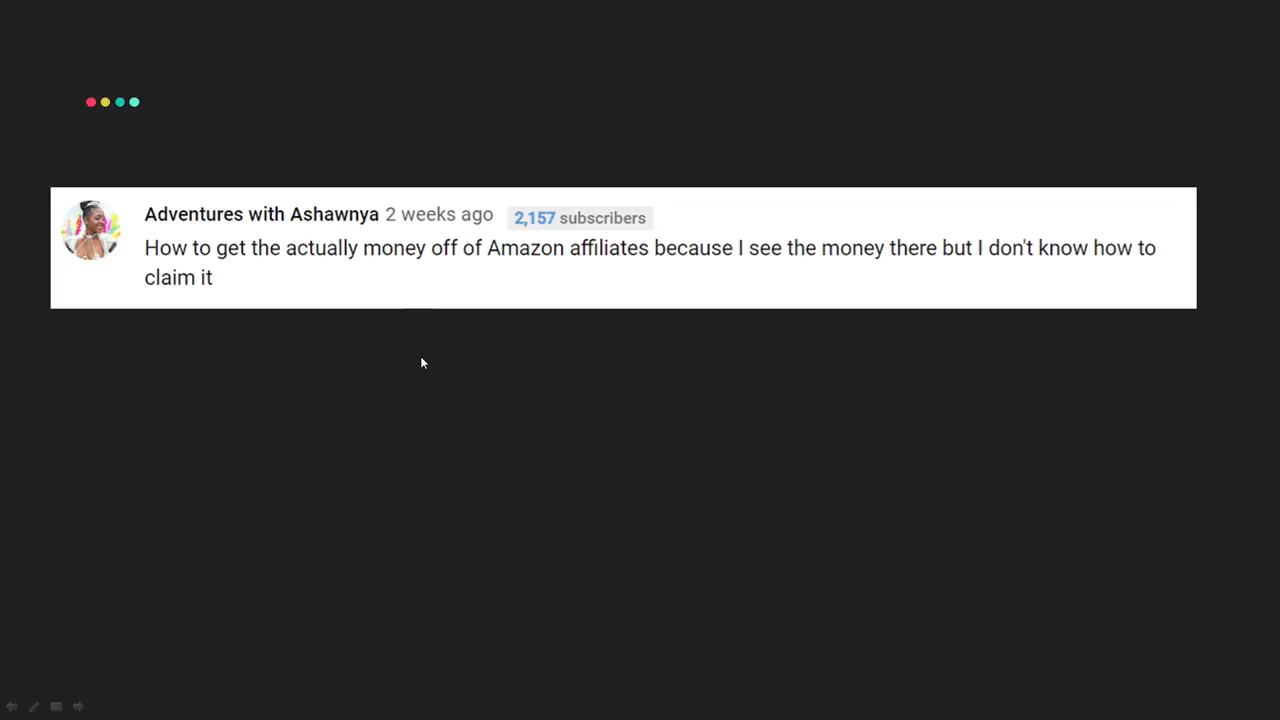 Adventures with Ashawnya 2 weeks ago 2,157 subscribers
How to get the actually money off of Amazon affiliates because I see the money there but I don't know how to
claim it